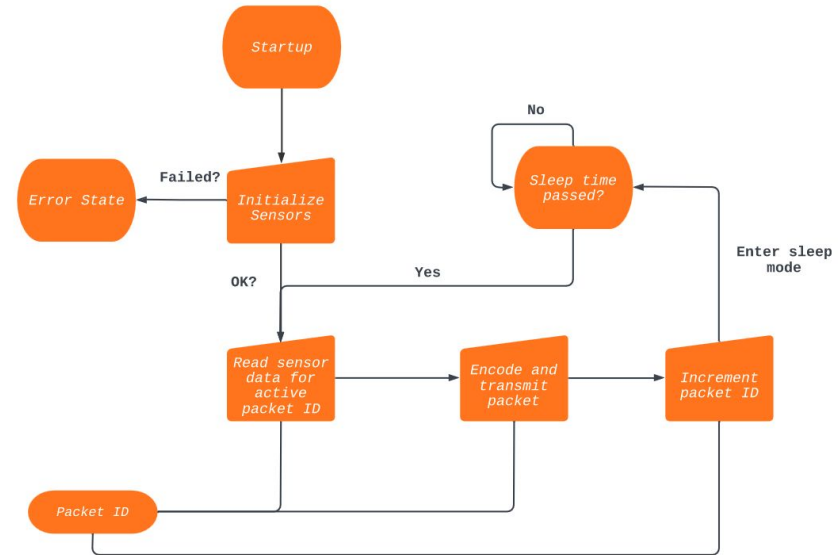 Startup
No
Failed?
Error State
Initialize
Sensors
Sleep time
passed?
Enter sleep
mode
OK?
Yes
Read sensor
data for
active
packet ID
Encode and
transmit
packet
Increment
packet ID
Packet ID